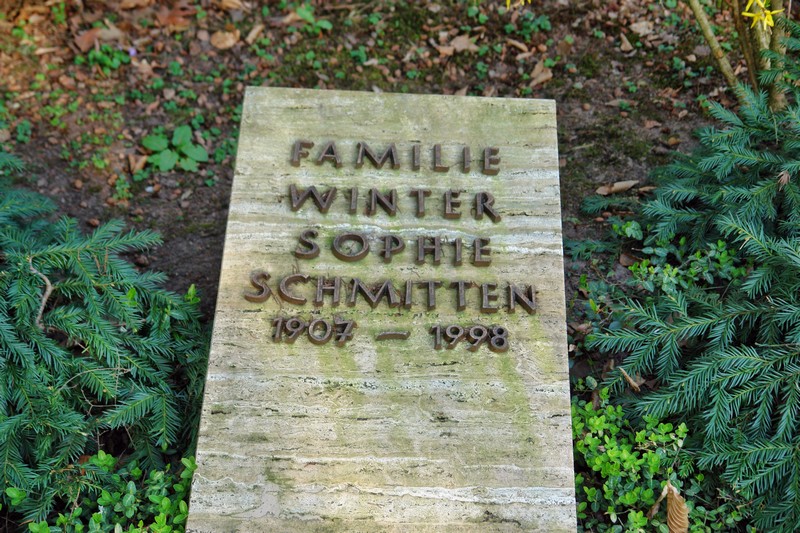 FAMILIE
WINTER
SOPHIE
SCHMITTEN
1907 — 1998